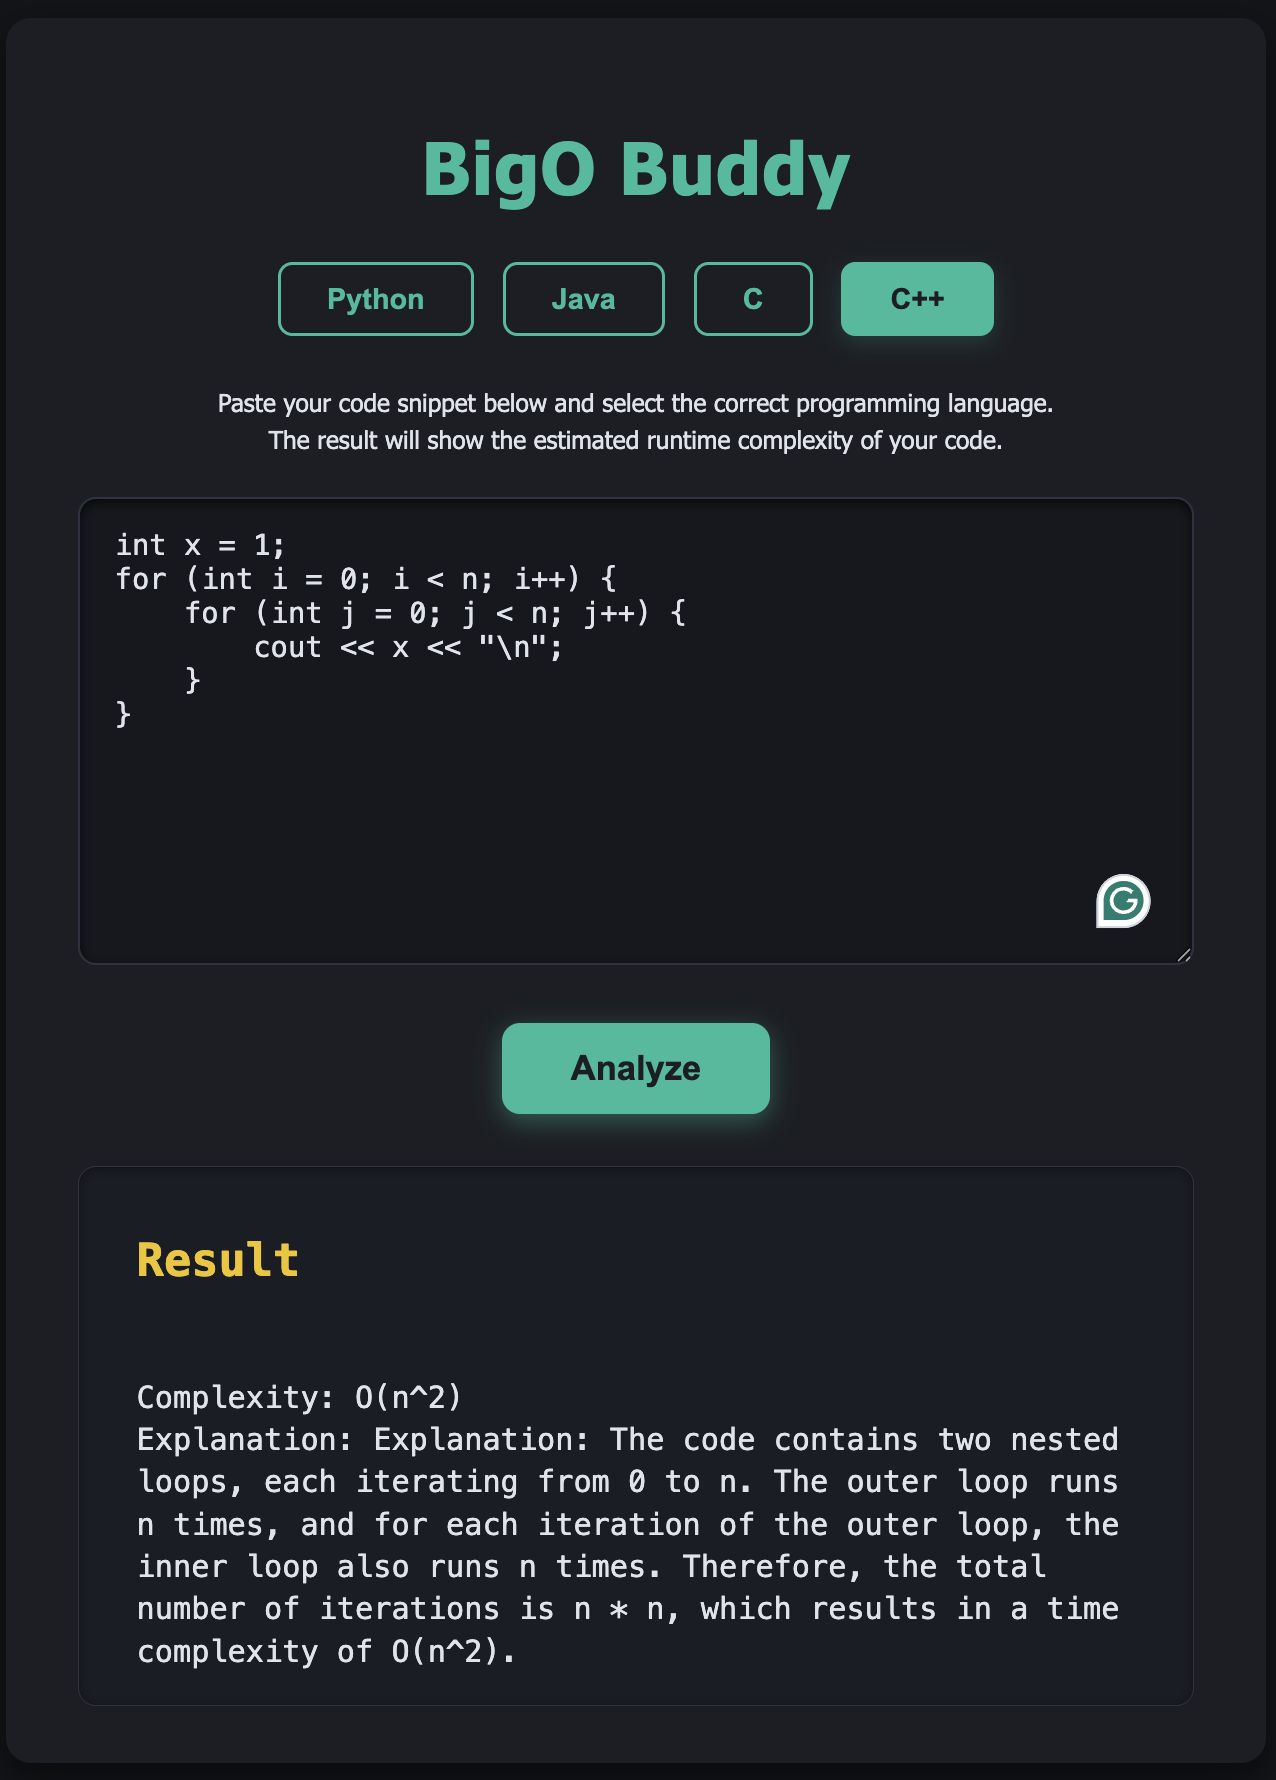 BigO Buddy
Python Java C C++
Paste your code snippet below and select the correct programming language.
The result will show the estimated runtime complexity of your code.
int x = 1;
for (int i = 0; i < n; i++) {
    for (int j = 0; j < n; j++) {
        cout << x << "\n";
    }
}
G
Analyze
Result
Complexity: O(n^2)
Explanation: Explanation: The code contains two nested
loops, each iterating from 0 to n. The outer loop runs
n times, and for each iteration of the outer loop, the
inner loop also runs n times. Therefore, the total
number of iterations is n * n, which results in a time
complexity of O(n^2).